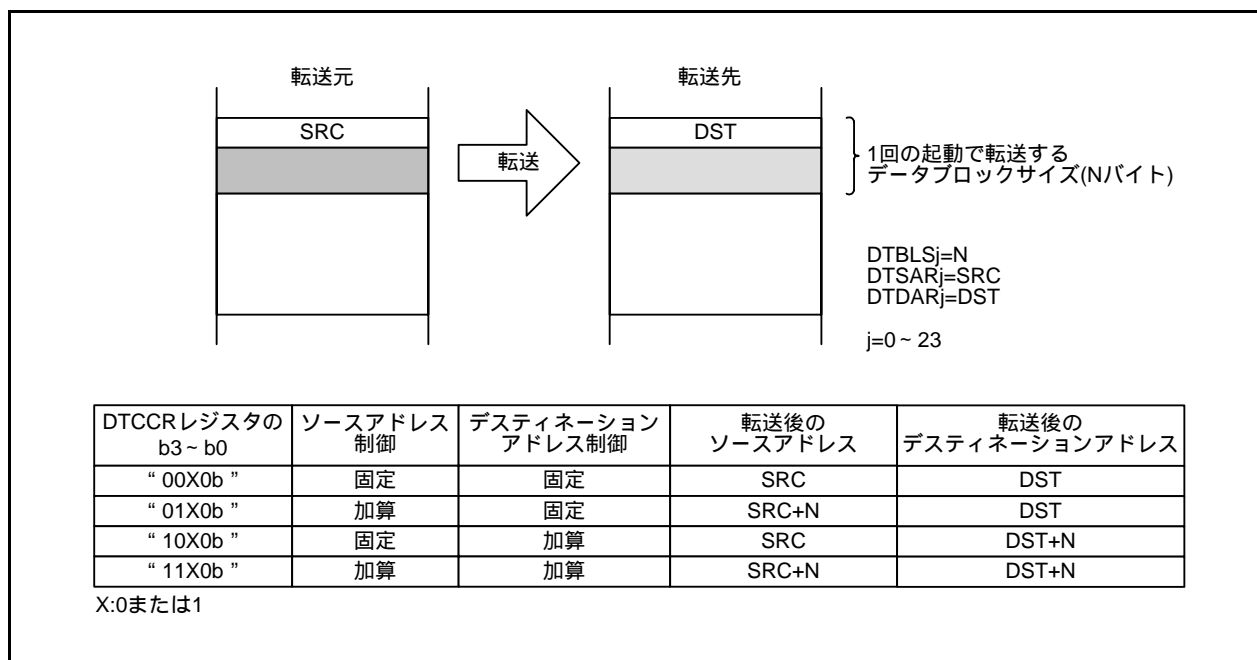 転送元
転送先
SRC
DST
転送
1回の起動で転送する
データブロックサイズ(Nバイト)
DTBLSj=N
DTSARj=SRC
DTDARj=DST
j=0~23
DTCCRレジスタの
b3~b0
ソースアドレス
制御
デスティネーション
アドレス制御
転送後の
ソースアドレス
転送後の
デスティネーションアドレス
“ 00X0b ” 固定 固定 SRC DST
“ 01X0b ” 加算 固定 SRC+N DST
“ 10X0b ” 固定 加算 SRC DST+N
“ 11X0b ” 加算 加算 SRC+N DST+N
X:0または1